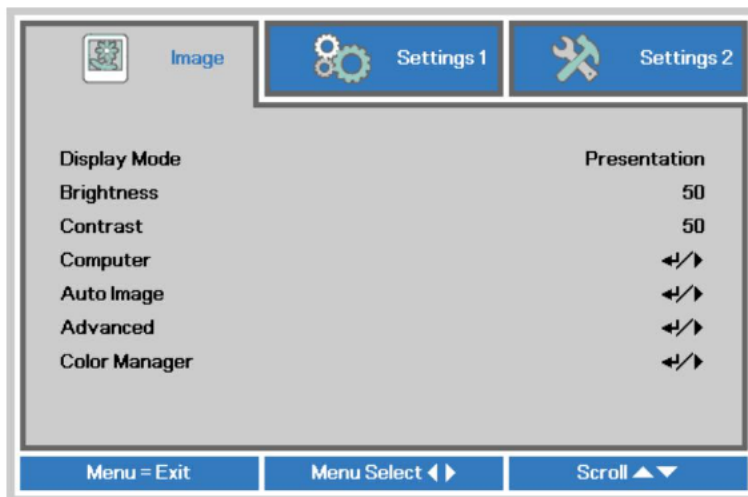 Image Settings 1 Settings 2
Display Mode Presentation
Brightness 50
Contrast 50
Computer ↵/▶
Auto Image ↵/▶
Advanced ↵/▶
Color Manager ↵/▶
Menu = Exit Menu Select ◀ ▶ Scroll ▲▼